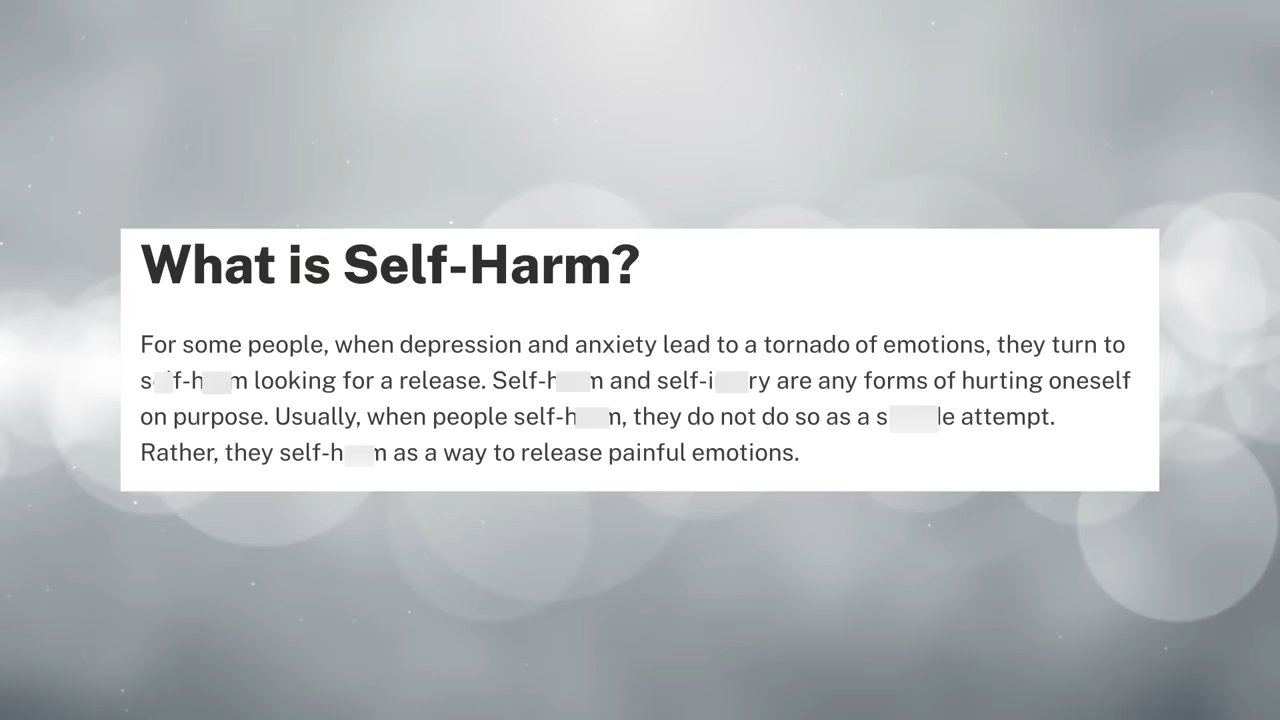 What is Self-Harm?
For some people, when depression and anxiety lead to a tornado of emotions, they turn to
looking for a release. and are any forms of hurting oneself
on purpose. Usually, when people they do not do so as a attempt.
Rather, they as a way to release painful emotions.